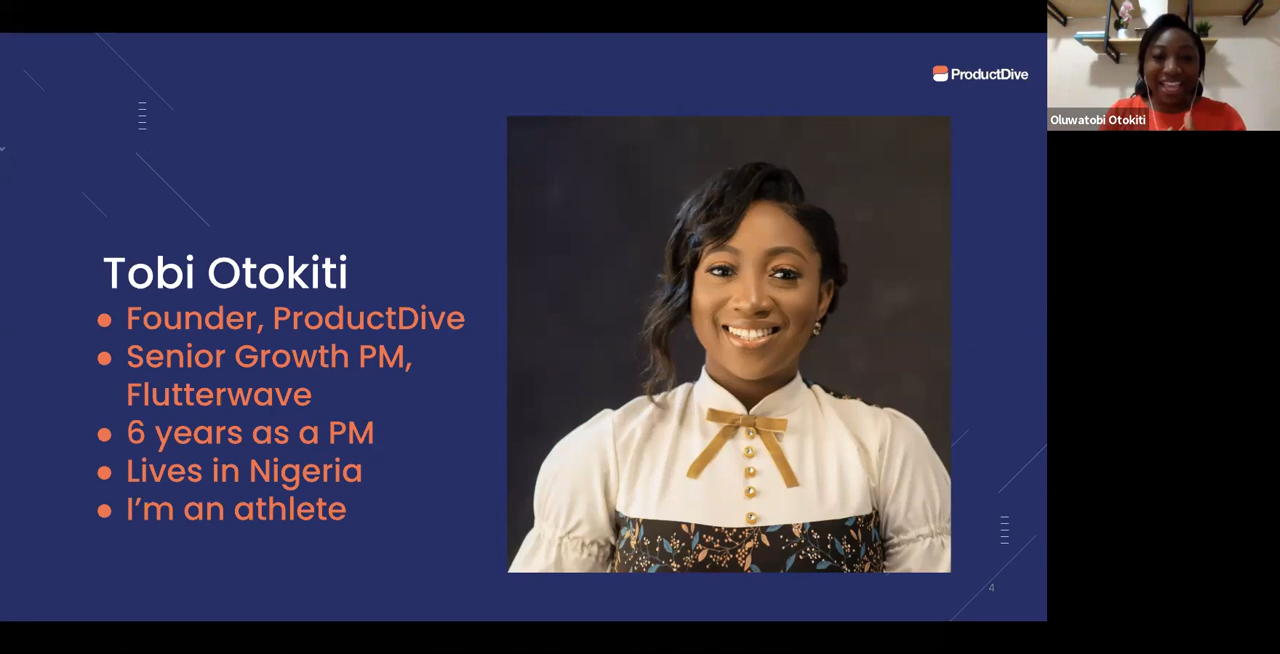 ProductDive
Oluwatobi Otokiti
Tobi Otokiti
● Founder, ProductDive
● Senior Growth PM,
Flutterwave
● 6 years as a PM
● Lives in Nigeria
● I'm an athlete
4